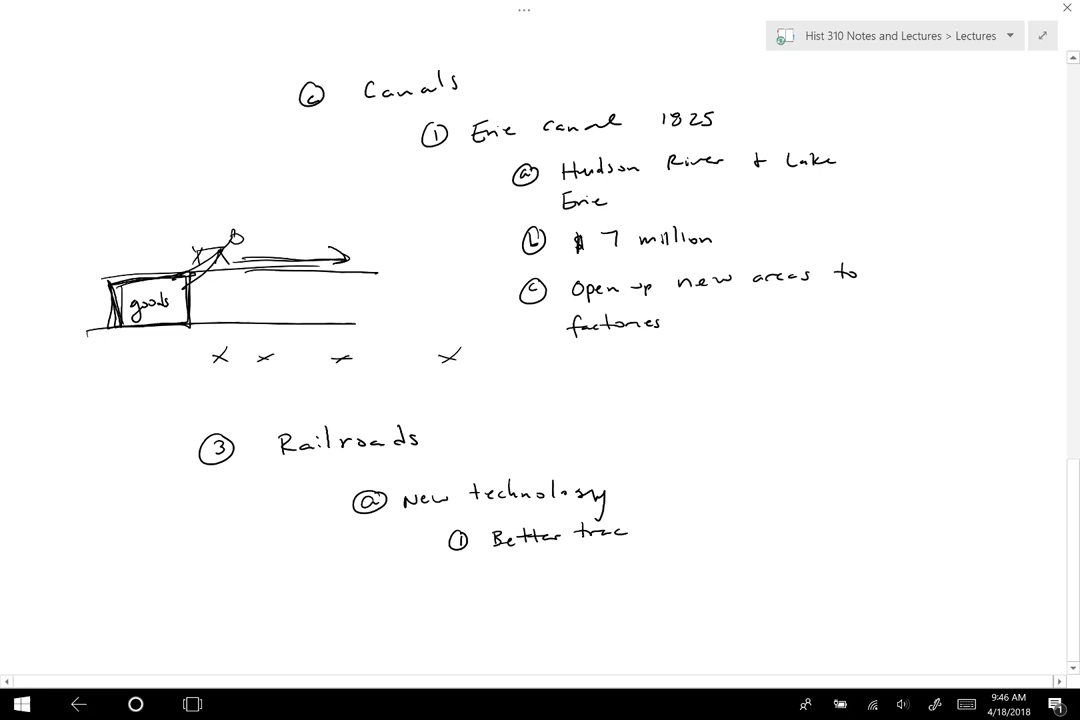 Hist 310 Notes and Lectures > Lectures
c Canals
1 Erie Canal 1825
a Hudson River + Lake
Erie
b $ 7 million
c Open up new areas to
factories
goods
3 Railroads
a New technology
1 Better trac
9:46 AM
4/18/2018
1